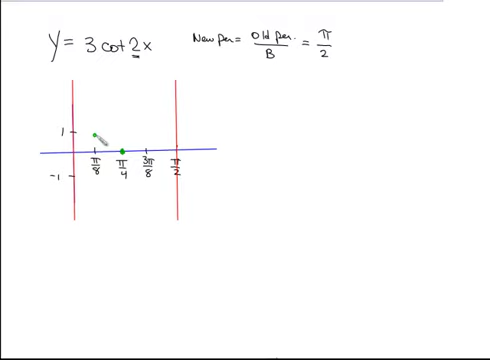 y = 3 cot 2x
New per = Old per. / B = π / 2
1
π/8 π/4 3π/8 π/2
-1